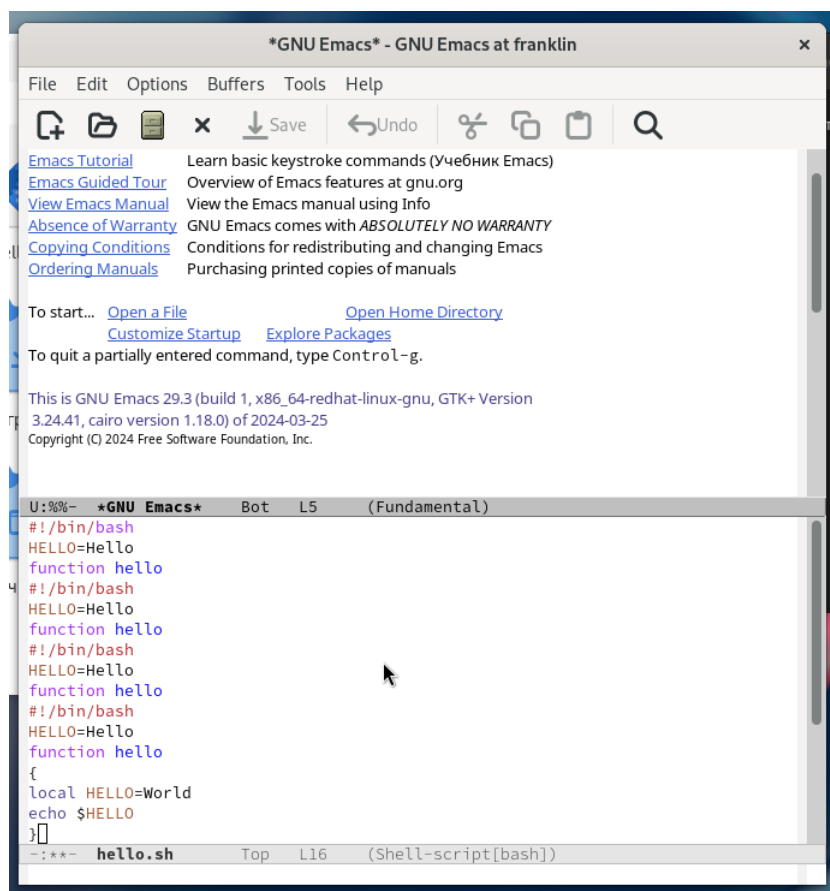 *GNU Emacs* - GNU Emacs at franklin
File Edit Options Buffers Tools Help
Save Undo
Emacs Tutorial Learn basic keystroke commands (Учебник Emacs)
Emacs Guided Tour Overview of Emacs features at gnu.org
View Emacs Manual View the Emacs manual using Info
Absence of Warranty GNU Emacs comes with ABSOLUTELY NO WARRANTY
Copying Conditions Conditions for redistributing and changing Emacs
Ordering Manuals Purchasing printed copies of manuals
To start... Open a File Open Home Directory
Customize Startup Explore Packages
To quit a partially entered command, type Control-g.
This is GNU Emacs 29.3 (build 1, x86_64-redhat-linux-gnu, GTK+ Version
3.24.41, cairo version 1.18.0) of 2024-03-25
Copyright (C) 2024 Free Software Foundation, Inc.
U:%%- *GNU Emacs* Bot L5 (Fundamental)
#!/bin/bash
HELLO=Hello
function hello
#!/bin/bash
HELLO=Hello
function hello
#!/bin/bash
HELLO=Hello
function hello
#!/bin/bash
HELLO=Hello
function hello
{
local HELLO=World
echo $HELLO
}
-:**- hello.sh Top L16 (Shell-script[bash])